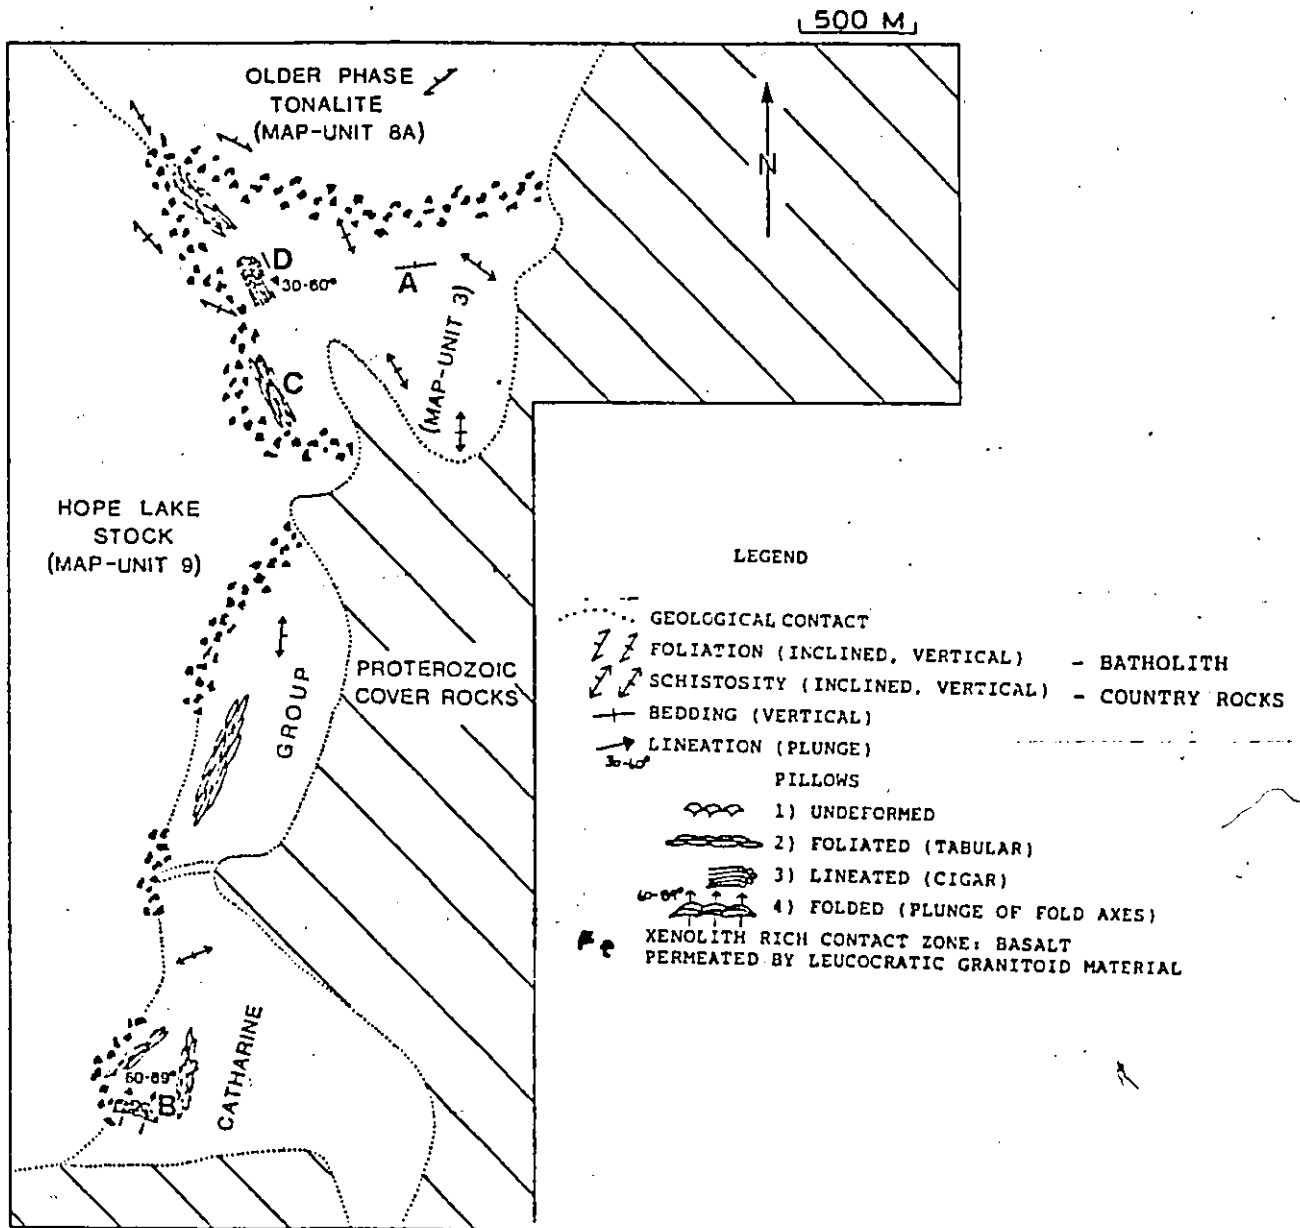 500 M
OLDER PHASE
TONALITE
(MAP-UNIT 8A)
N
D
30-60°
A
(MAP-UNIT 3)
C
HOPE LAKE
STOCK
(MAP-UNIT 9)
PROTEROZOIC
COVER ROCKS
GROUP
CATHARINE
60-89°
B
LEGEND
GEOLOGICAL CONTACT
FOLIATION (INCLINED, VERTICAL) - BATHOLITH
SCHISTOSITY (INCLINED, VERTICAL) - COUNTRY ROCKS
BEDDING (VERTICAL)
LINEATION (PLUNGE)
30-60°
PILLOWS
1) UNDEFORMED
2) FOLIATED (TABULAR)
3) LINEATED (CIGAR)
60-89°
4) FOLDED (PLUNGE OF FOLD AXES)
XENOLITH RICH CONTACT ZONE: BASALT
PERMEATED BY LEUCOCRATIC GRANITOID MATERIAL